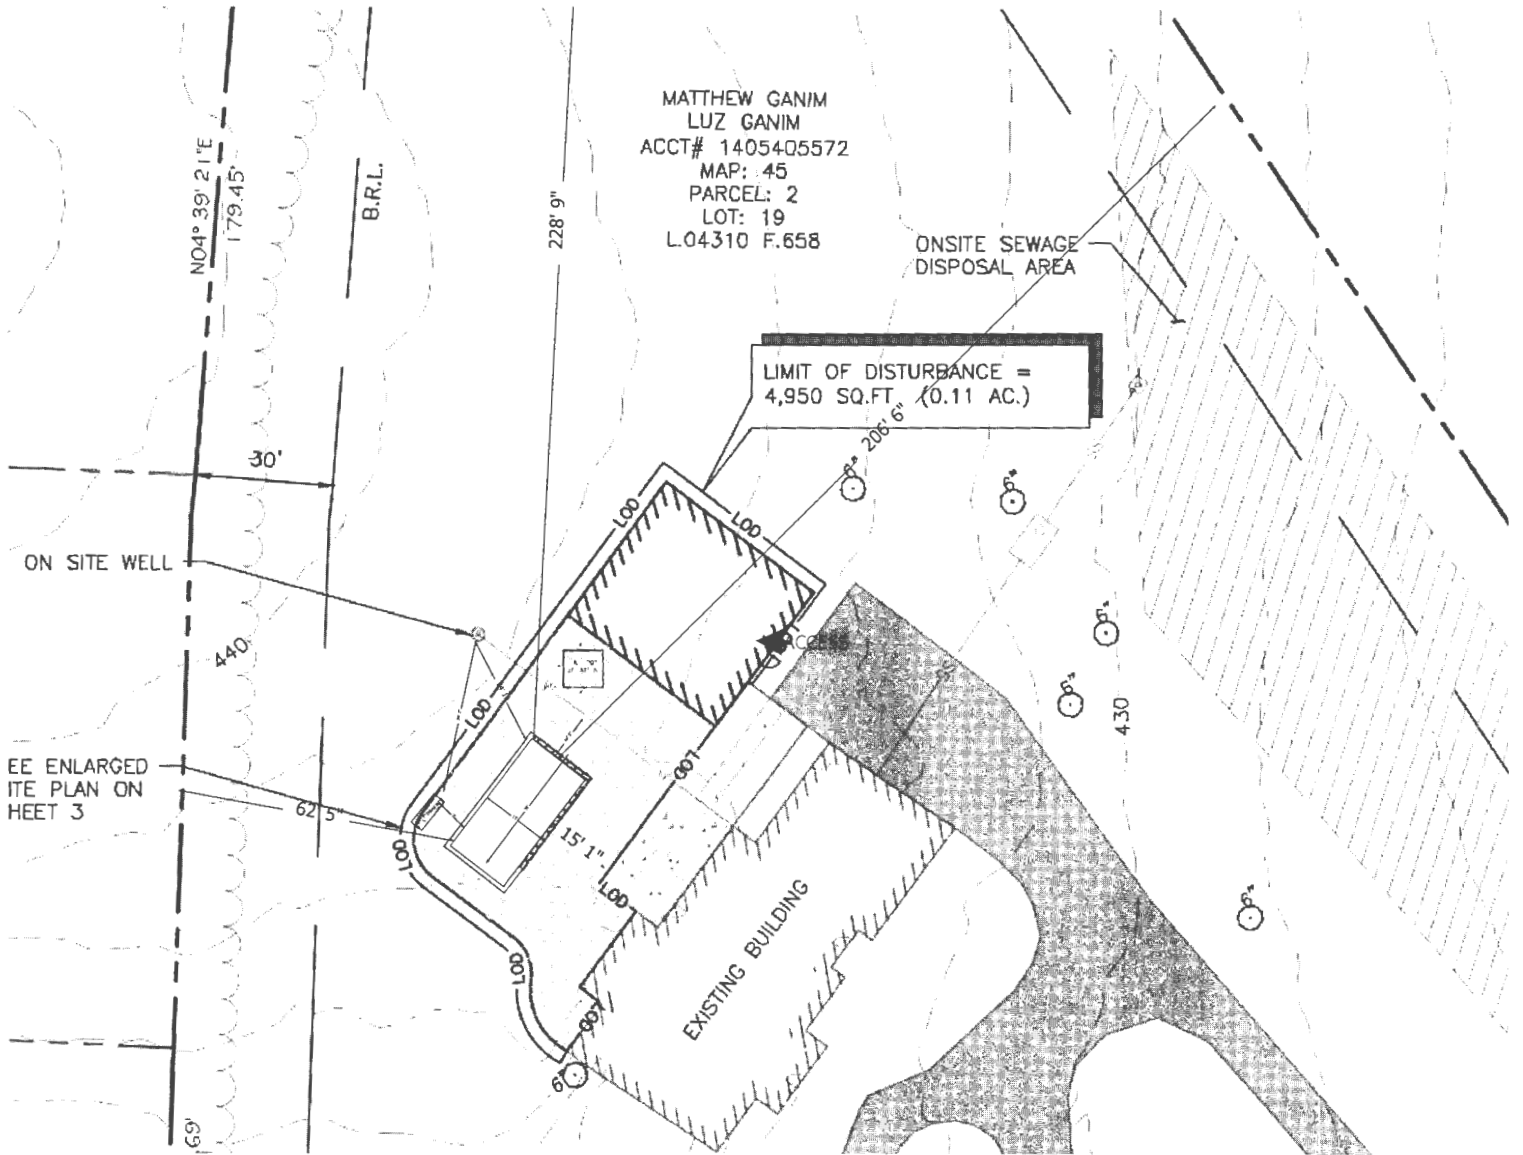 MATTHEW GANIM
LUZ GANIM
ACCT# 1405405572
MAP: 45
PARCEL: 2
LOT: 19
L.04310 F.658
N04° 39' 21"E
179.45'
B.R.L.
228' 9"
ONSITE SEWAGE
DISPOSAL AREA
LIMIT OF DISTURBANCE =
4,950 SQ.FT. (0.11 AC.)
206' 6"
30'
6"
6"
LOD
LOD
ON SITE WELL
440
ACCESS
6"
6"
430
LOD
LOD
EE ENLARGED
ITE PLAN ON
HEET 3
62' 5"
15' 1"
LOD
LOD
EXISTING BUILDING
6"
LOD
LOD
6"
69'